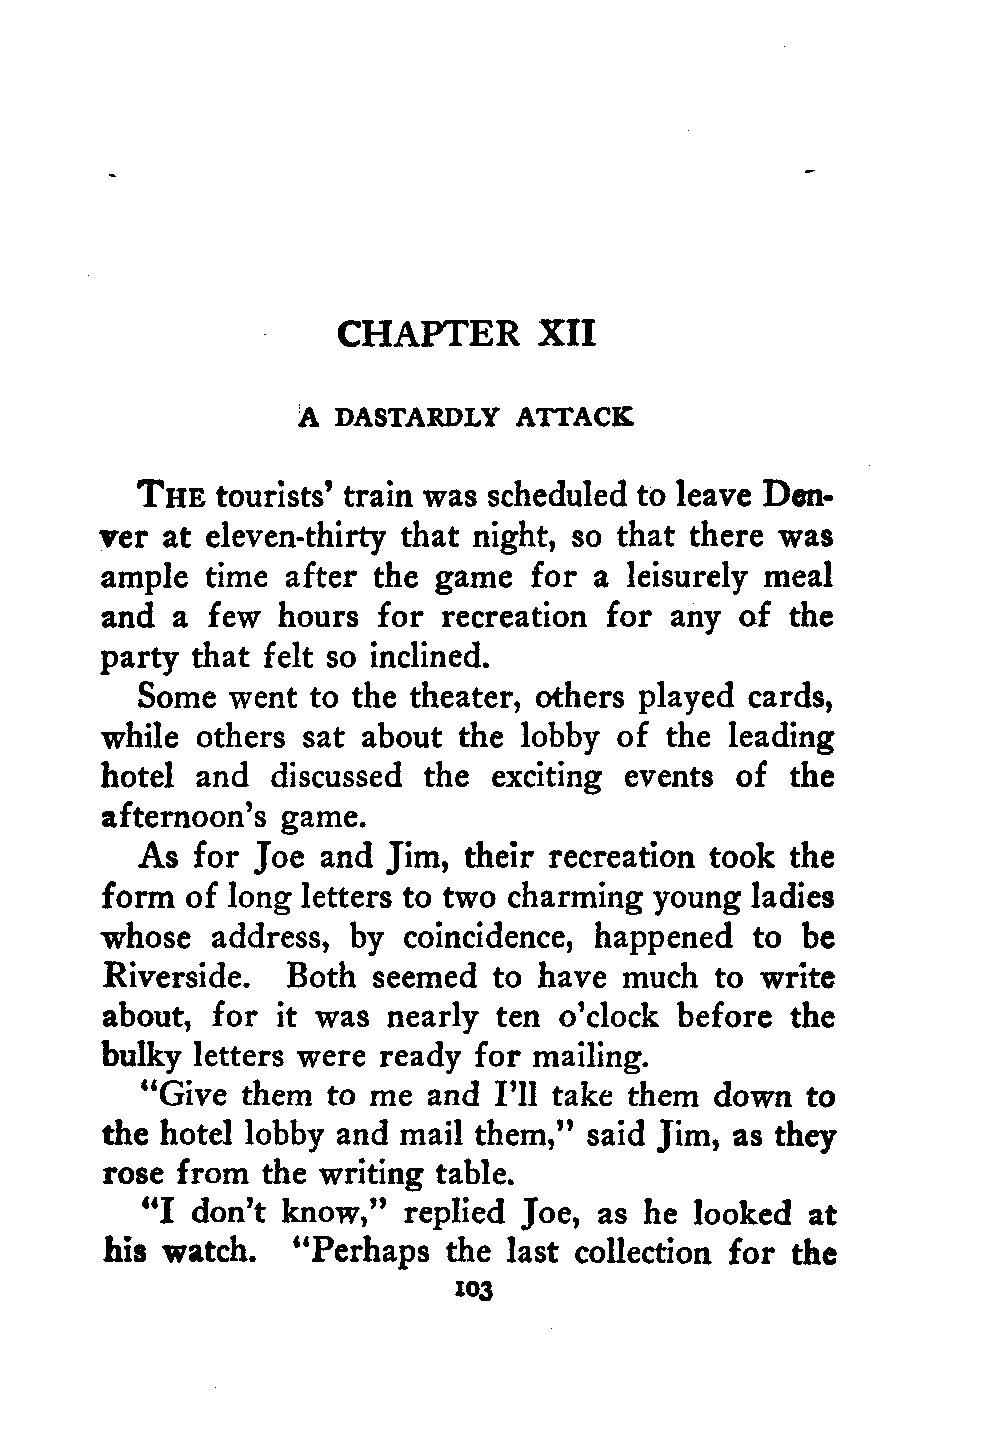 CHAPTER XII
A DASTARDLY ATTACK
THE tourists' train was scheduled to leave Den-
ver at eleven-thirty that night, so that there was
ample time after the game for a leisurely meal
and a few hours for recreation for any of the
party that felt so inclined.
Some went to the theater, others played cards,
while others sat about the lobby of the leading
hotel and discussed the exciting events of the
afternoon's game.
As for Joe and Jim, their recreation took the
form of long letters to two charming young ladies
whose address, by coincidence, happened to be
Riverside. Both seemed to have much to write
about, for it was nearly ten o'clock before the
bulky letters were ready for mailing.
"Give them to me and I'll take them down to
the hotel lobby and mail them," said Jim, as they
rose from the writing table.
"I don't know," replied Joe, as he looked at
his watch. "Perhaps the last collection for the
103